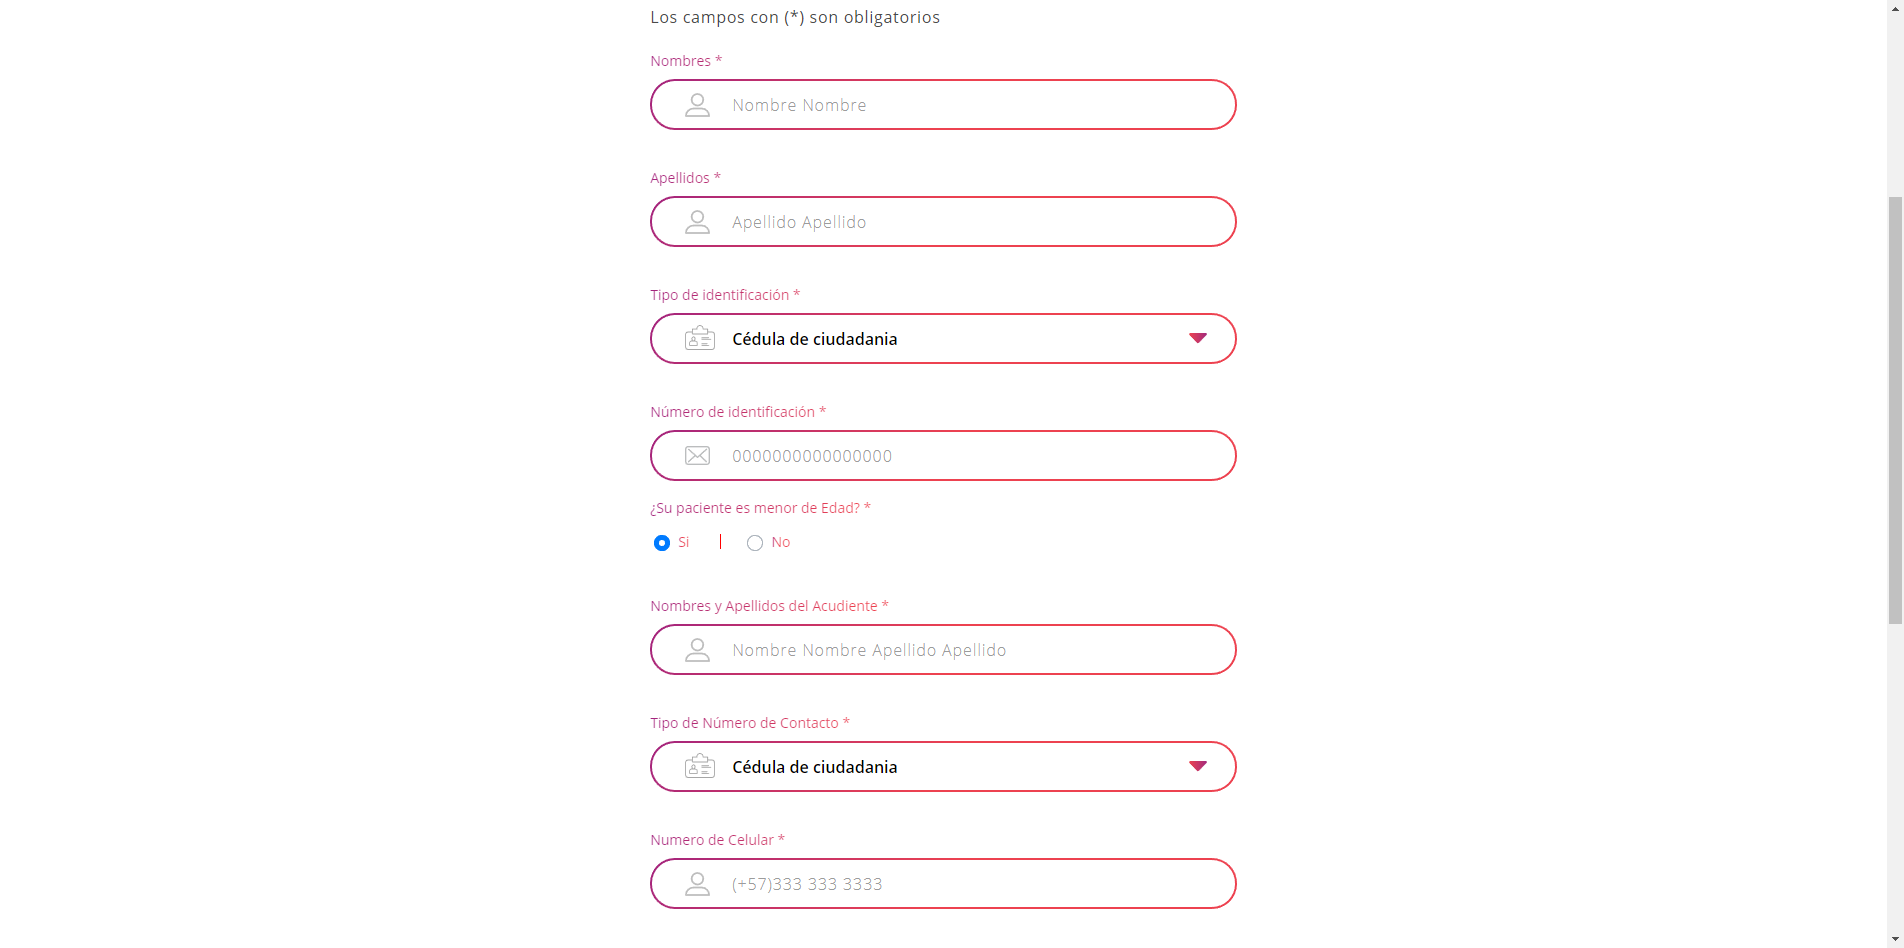 Los campos con (*) son obligatorios
Nombres *
Nombre Nombre
Apellidos *
Apellido Apellido
Tipo de identificación *
Cédula de ciudadania
Número de identificación *
0000000000000000
¿Su paciente es menor de Edad? *
Si | No
Nombres y Apellidos del Acudiente *
Nombre Nombre Apellido Apellido
Tipo de Número de Contacto *
Cédula de ciudadania
Numero de Celular *
(+57)333 333 3333